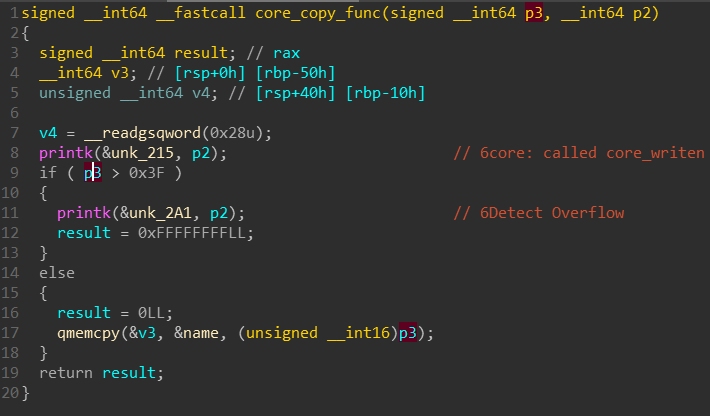 1 signed __int64 __fastcall core_copy_func(signed __int64 p3, __int64 p2)
2 {
3 signed __int64 result; // rax
4 __int64 v3; // [rsp+0h] [rbp-50h]
5 unsigned __int64 v4; // [rsp+40h] [rbp-10h]
6
7 v4 = __readgsqword(0x28u);
8 printk(&unk_215, p2); // 6core: called core_writen
9 if ( p3 > 0x3F )
10 {
11 printk(&unk_2A1, p2); // 6Detect Overflow
12 result = 0xFFFFFFFFLL;
13 }
14 else
15 {
16 result = 0LL;
17 qmemcpy(&v3, &name, (unsigned __int16)p3);
18 }
19 return result;
20 }